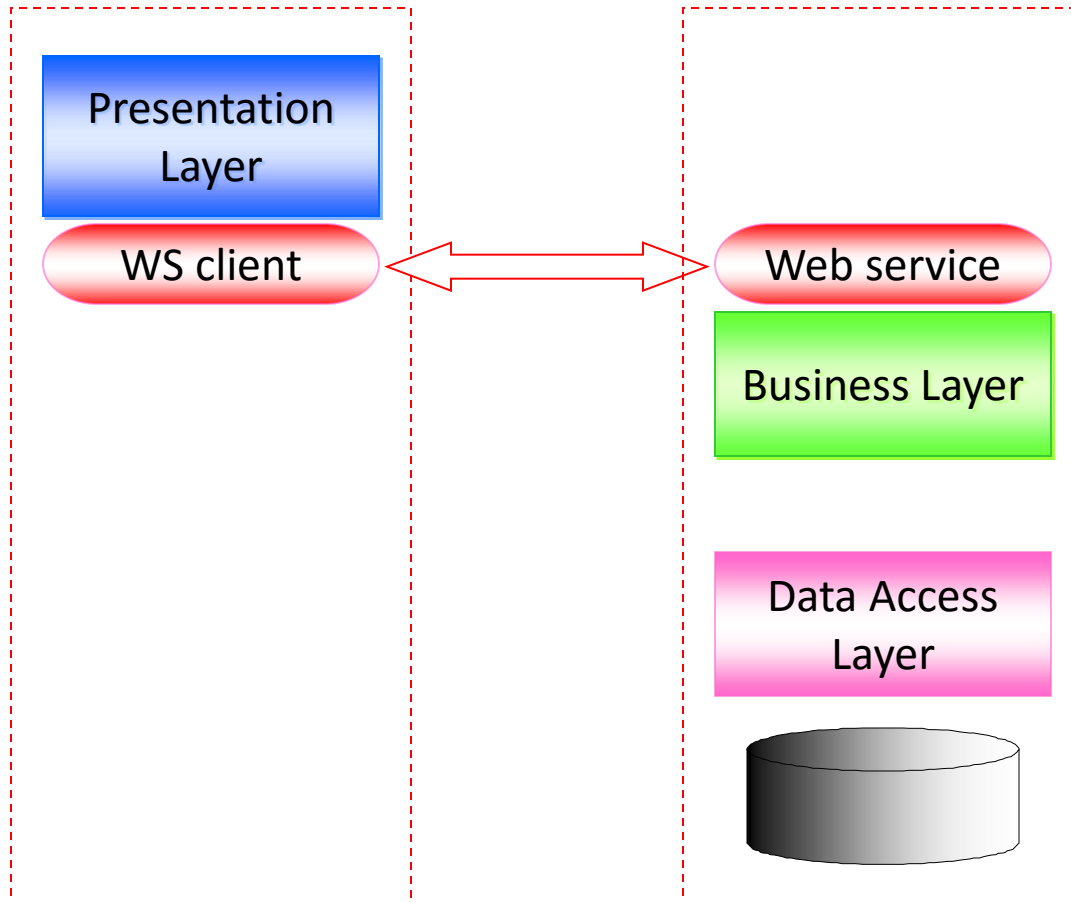 Presentation
Layer
WS client
Web service
Business Layer
Data Access
Layer